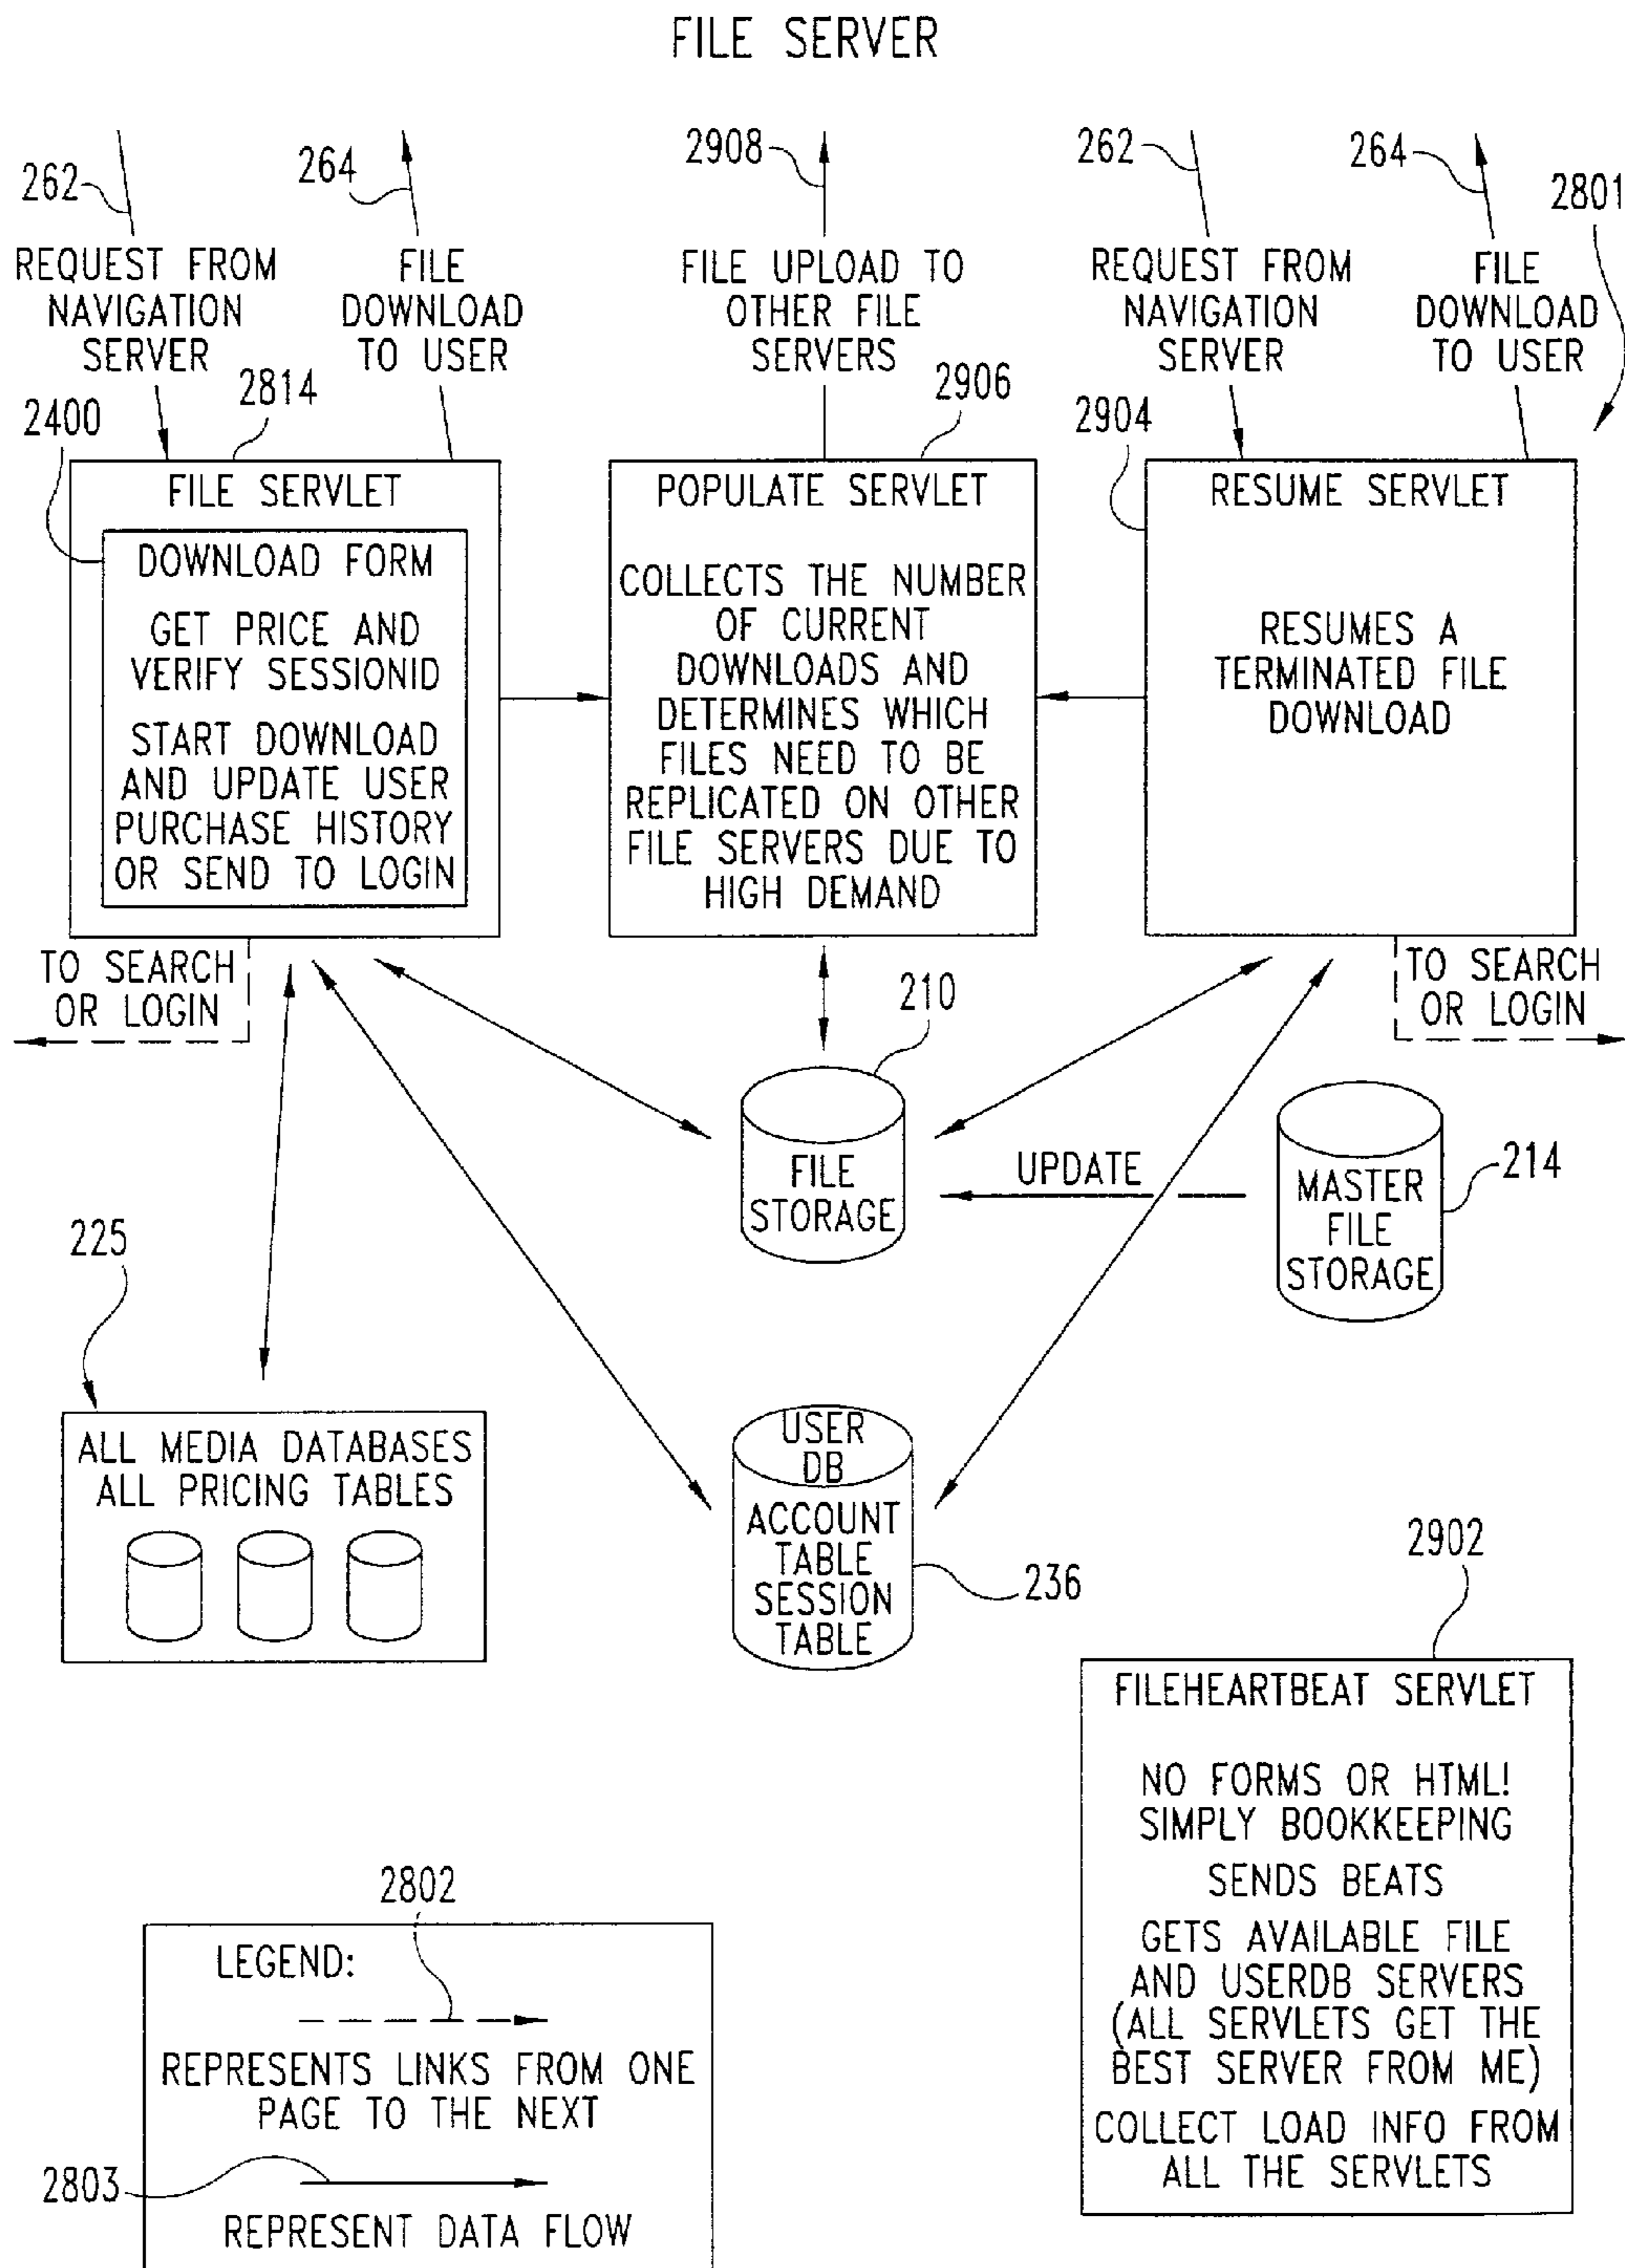 FILE SERVER
262
264
2908
262
264
2801
REQUEST FROM
NAVIGATION
SERVER
FILE
DOWNLOAD
TO USER
FILE UPLOAD TO
OTHER FILE
SERVERS
REQUEST FROM
NAVIGATION
SERVER
FILE
DOWNLOAD
TO USER
2400
2814
2906
2904
FILE SERVLET
DOWNLOAD FORM
GET PRICE AND
VERIFY SESSIONID
START DOWNLOAD
AND UPDATE USER
PURCHASE HISTORY
OR SEND TO LOGIN
POPULATE SERVLET
COLLECTS THE NUMBER
OF CURRENT
DOWNLOADS AND
DETERMINES WHICH
FILES NEED TO BE
REPLICATED ON OTHER
FILE SERVERS DUE TO
HIGH DEMAND
RESUME SERVLET
RESUMES A
TERMINATED FILE
DOWNLOAD
TO SEARCH
OR LOGIN
TO SEARCH
OR LOGIN
210
FILE
STORAGE
UPDATE
MASTER
FILE
STORAGE
214
225
ALL MEDIA DATABASES
ALL PRICING TABLES
USER
DB
ACCOUNT
TABLE
SESSION
TABLE
236
2902
FILEHEARTBEAT SERVLET
NO FORMS OR HTML!
SIMPLY BOOKKEEPING
SENDS BEATS
GETS AVAILABLE FILE
AND USERDB SERVERS
(ALL SERVLETS GET THE
BEST SERVER FROM ME)
COLLECT LOAD INFO FROM
ALL THE SERVLETS
2802
LEGEND:
REPRESENTS LINKS FROM ONE
PAGE TO THE NEXT
2803
REPRESENT DATA FLOW